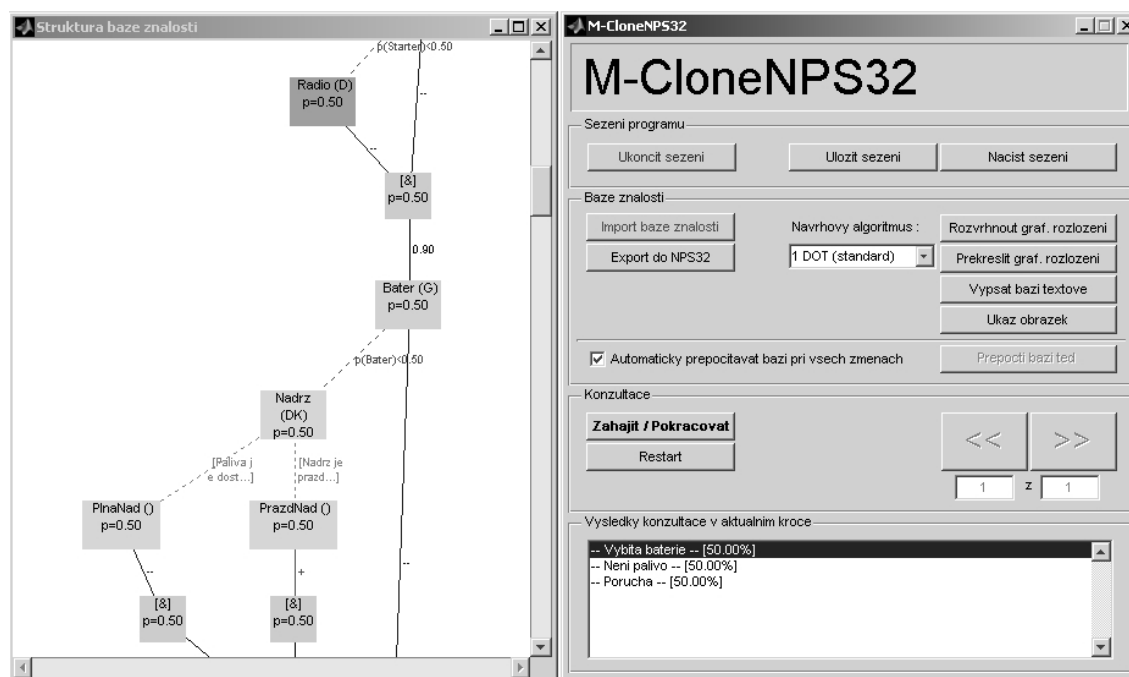 Struktura baze znalosti
p(Starter)<0.50
--
Radio (D)
p=0.50
--
[&]
p=0.50
0.90
Bater (G)
p=0.50
p(Bater)<0.50
Nadrz
(DK)
p=0.50
[Paliva j
e dost...]
[Nadrz je
prazd...]
PlnaNad ()
p=0.50
PrazdNad ()
p=0.50
--
+
--
[&]
p=0.50
[&]
p=0.50
M-CloneNPS32
M-CloneNPS32
Sezeni programu
Ukoncit sezeni
Ulozit sezeni
Nacist sezeni
Baze znalosti
Import baze znalosti
Navrhovy algoritmus :
Rozvrhnout graf. rozlozeni
Export do NPS32
1 DOT (standard)
Prekreslit graf. rozlozeni
Vypsat bazi textove
Ukaz obrazek
Automaticky prepocitavat bazi pri vsech zmenach
Prepocti bazi ted
Konzultace
Zahajit / Pokracovat
Restart
<<
>>
1
z
1
Vysledky konzultace v aktualnim kroce
-- Vybita baterie -- [50.00%]
-- Neni palivo -- [50.00%]
-- Porucha -- [50.00%]